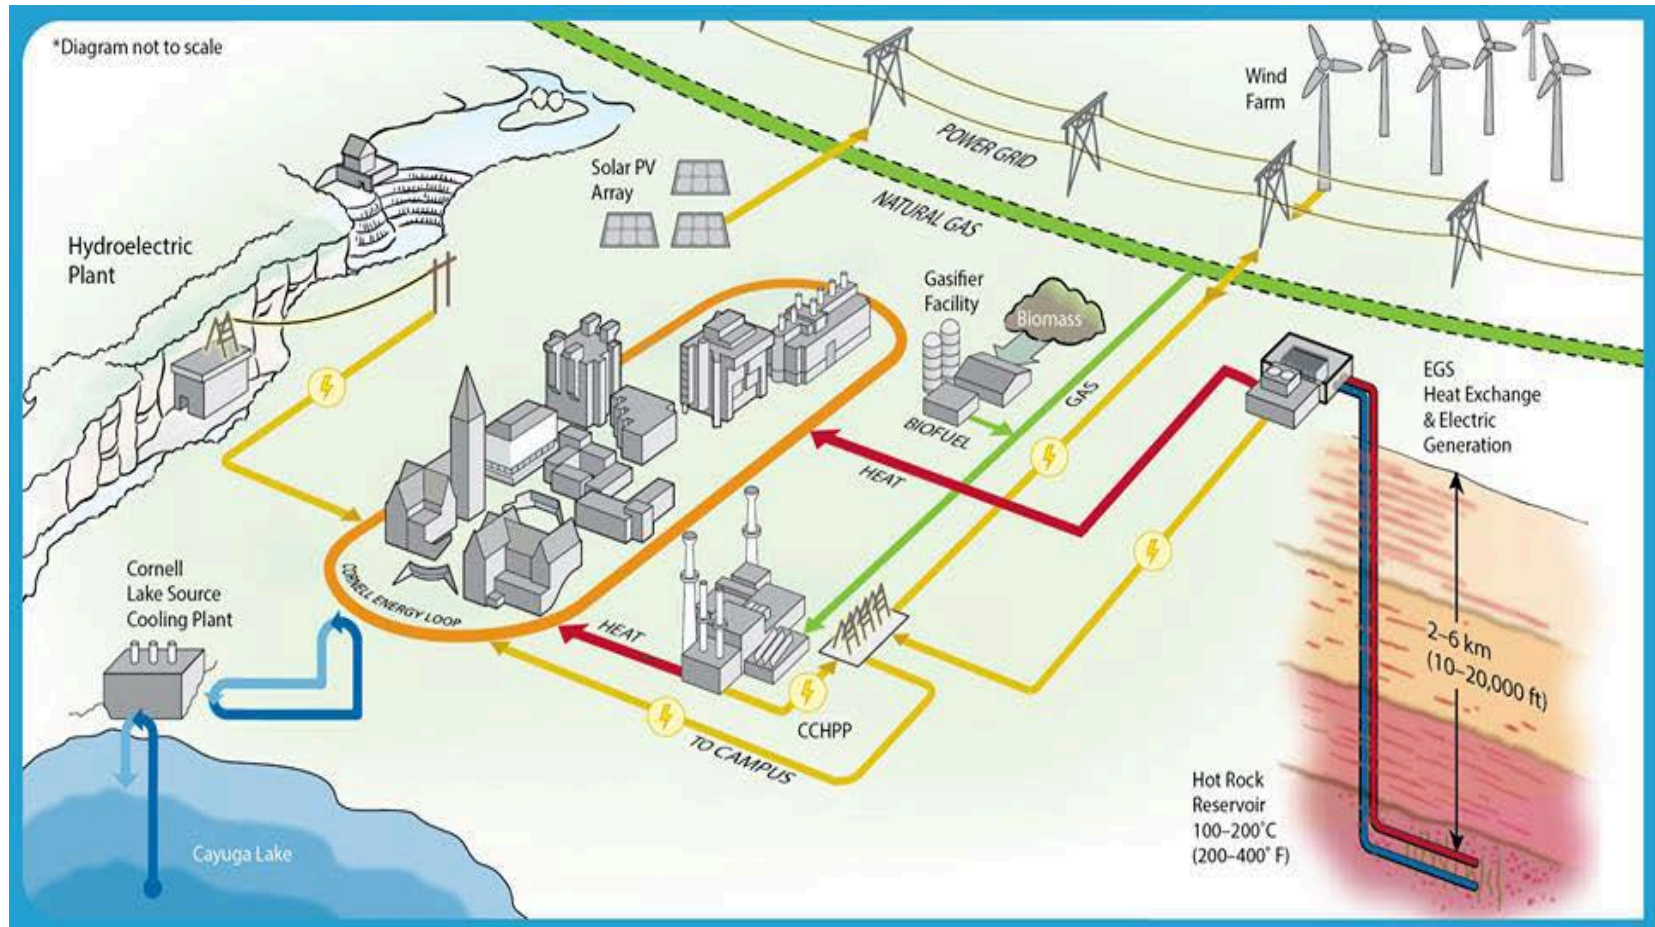 *Diagram not to scale
Wind
Farm
POWER GRID
Solar PV
Array
NATURAL GAS
Hydroelectric
Plant
Gasifier
Facility
Biomass
EGS
Heat Exchange
& Electric
Generation
GAS
BIOFUEL
HEAT
Cornell
Lake Source
Cooling Plant
CORNELL ENERGY LOOP
HEAT
2–6 km
(10–20,000 ft)
CCHPP
TO CAMPUS
Hot Rock
Reservoir
100–200°C
(200–400° F)
Cayuga Lake